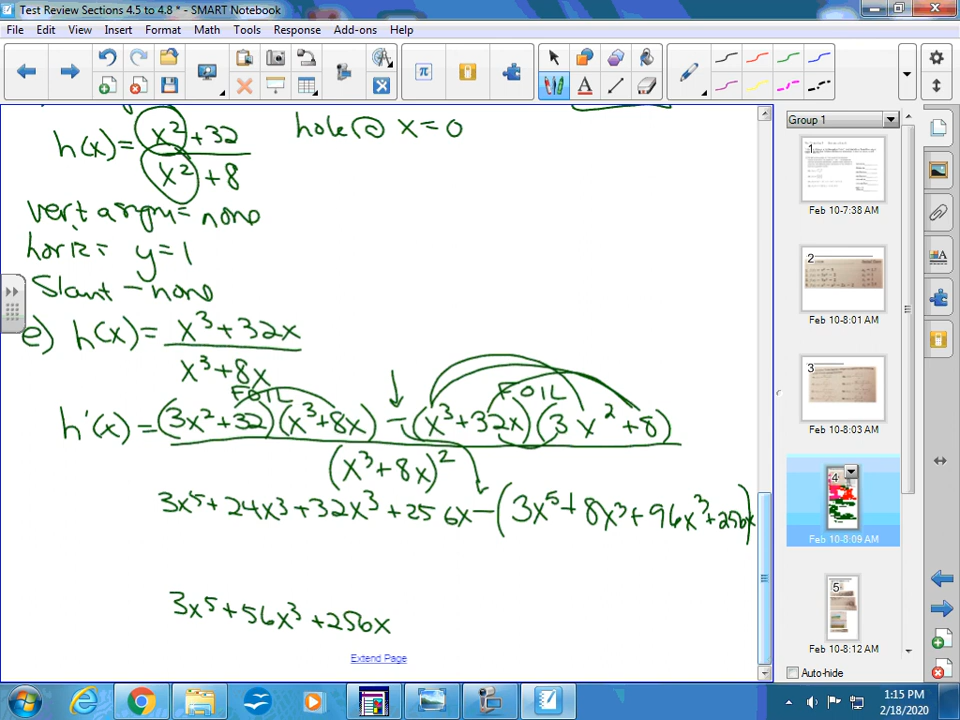 Test Review Sections 4.5 to 4.8 * - SMART Notebook
File Edit View Insert Format Math Tools Response Add-ons Help
Group 1
h(x)= x²+32 / x²+8
hole @ x=0
vert asym= none
horiz= y=1
Slant - none
e) h(x)= x³+32x / x³+8x
FOIL FOIL
h'(x)= (3x²+32)(x³+8x) - (x³+32x)(3x²+8) / (x³+8x)²
3x⁵+24x³+32x³+256x-(3x⁵+8x³+96x³+256x)
3x⁵+56x³+256x
Extend Page
1
Feb 10-7:38 AM
2
Feb 10-8:01 AM
3
Feb 10-8:03 AM
4
Feb 10-8:09 AM
5
Feb 10-8:12 AM
Auto-hide
1:15 PM
2/18/2020